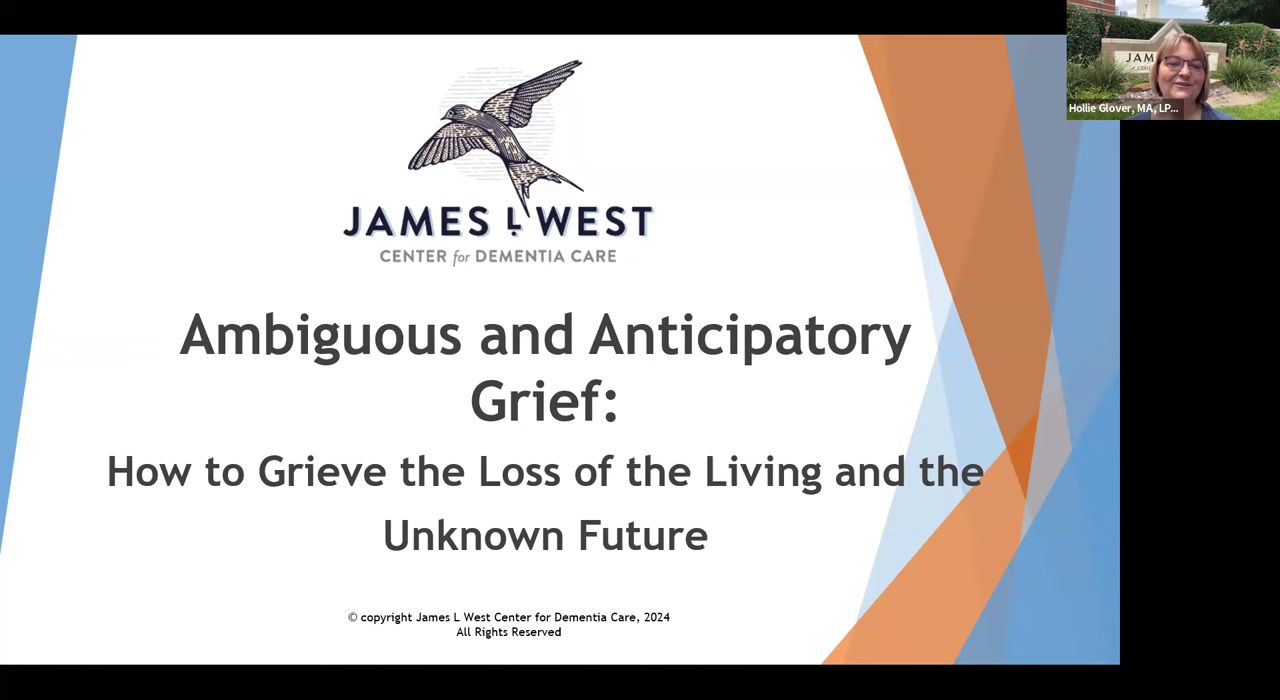 JAMES L WEST
CENTER for DEMENTIA CARE
Ambiguous and Anticipatory
Grief:
How to Grieve the Loss of the Living and the
Unknown Future
© copyright James L West Center for Dementia Care, 2024
All Rights Reserved
Hollie Glover, MA, LP...